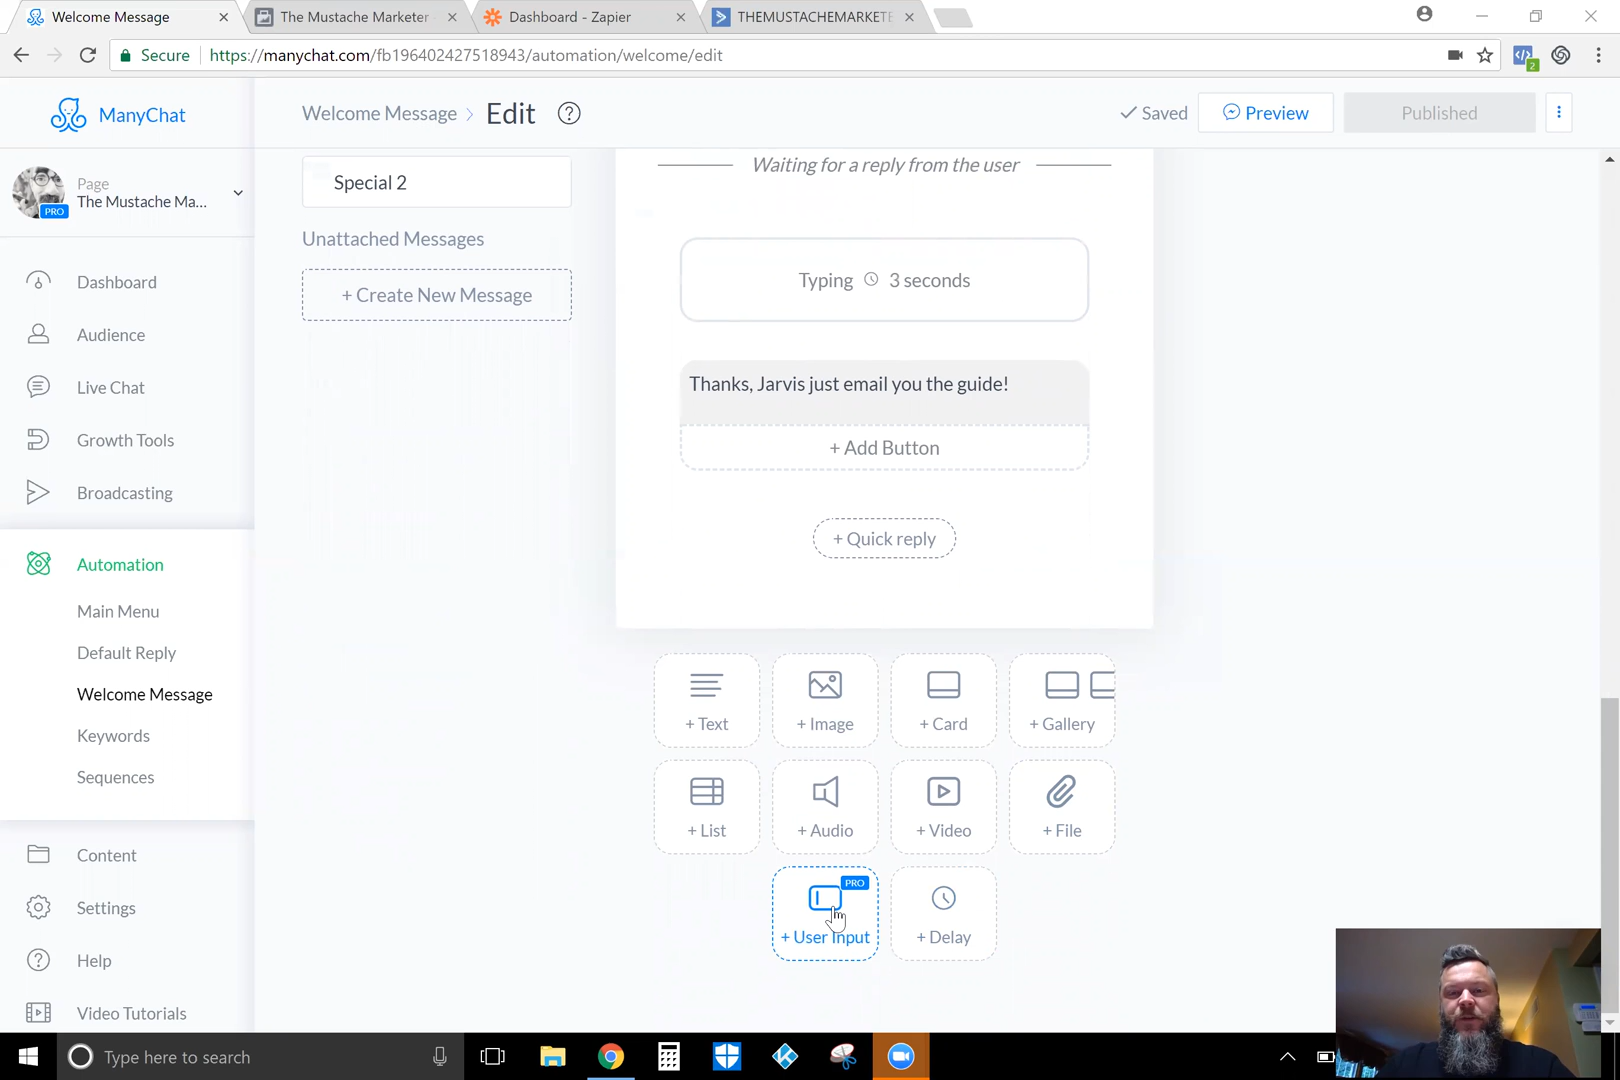 Welcome Message
The Mustache Marketer
Dashboard - Zapier
THEMUSTACHEMARKETE
Secure
https://manychat.com/fb196402427518943/automation/welcome/edit
2
ManyChat
Welcome Message > Edit ?
Saved
Preview
Published
Page
The Mustache Ma...
PRO
Special 2
Waiting for a reply from the user
Unattached Messages
+ Create New Message
Typing 3 seconds
Thanks, Jarvis just email you the guide!
+ Add Button
+ Quick reply
Dashboard
Audience
Live Chat
Growth Tools
Broadcasting
Automation
Main Menu
Default Reply
Welcome Message
Keywords
Sequences
Content
Settings
Help
Video Tutorials
+ Text
+ Image
+ Card
+ Gallery
+ List
+ Audio
+ Video
+ File
PRO
+ User Input
+ Delay
Type here to search